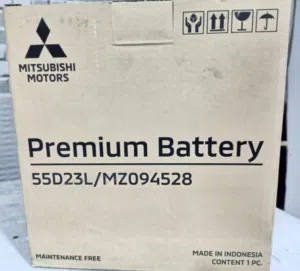 MITSUBISHI
MOTORS
Premium Battery
55D23L/MZ094528
MAINTENANCE FREE
MADE IN INDONESIA
CONTENT 1 PC.